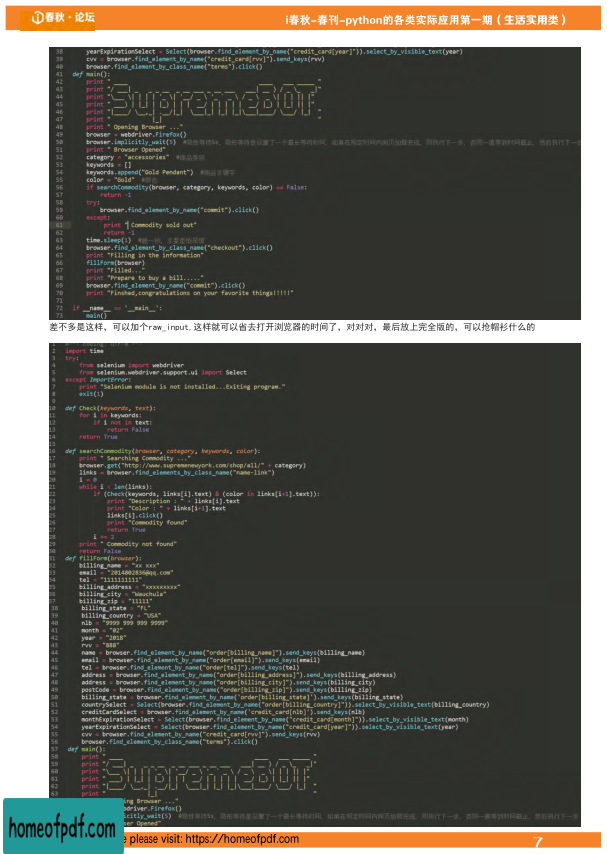 i春秋·论坛
i春秋-春刊-python的各类实际应用第一期（生活实用类）
38 yearExpirationSelect = Select(browser.find_element_by_name("credit_card[year]")).select_by_visible_text(year)
39 cvv = browser.find_element_by_name("credit_card[rvv]").send_keys(rvv)
40 browser.find_element_by_class_name("terms").click()
41 def main():
42 print "
43 print "
44 print "
45 print "
46 print "
47 print "
48 print " Opening Browser ..."
49 browser = webdriver.Firefox()
50 browser.implicitly_wait(5)
51 print " Browser Opened"
52 category = "accessories"
53 keywords = []
54 keywords.append("Gold Pendant")
55 color = "Gold"
56 if searchCommodity(browser, category, keywords, color) == False:
57 return -1
58 try:
59 browser.find_element_by_name("commit").click()
60 except:
61 print " Commodity sold out"
62 return -1
63 time.sleep(1)
64 browser.find_element_by_class_name("checkout").click()
65 print "Filling in the information"
66 fillForm(browser)
67 print "Filled..."
68 print "Prepare to buy a bill....."
69 browser.find_element_by_name("commit").click()
70 print "Finshed,congratulations on your favorite things!!!!!"
71
72 if __name__ == '__main__':
73 main()
差不多是这样，可以加个raw_input,这样就可以省去打开浏览器的时间了，对对对，最后放上完全版的，可以抢帽衫什么的
2 import time
3 try:
4 from selenium import webdriver
5 from selenium.webdriver.support.ui import Select
6 except ImportError:
7 print "Selenium module is not installed...Exiting program."
8 exit(1)
9
10 def Check(keywords, text):
11 for i in keywords:
12 if i not in text:
13 return False
14 return True
15
16 def searchCommodity(browser, category, keywords, color):
17 print " Searching Commodity ..."
18 browser.get("http://www.supremenewyork.com/shop/all/" + category)
19 links = browser.find_elements_by_class_name("name-link")
20 i = 0
21 while i < len(links):
22 if (Check(keywords, links[i].text) & (color in links[i+1].text)):
23 print "Description : " + links[i].text
24 print "Color : " + links[i+1].text
25 links[i].click()
26 print "Commodity found"
27 return True
28 i += 2
29 print " Commodity not found"
30 return False
31 def fillForm(browser):
32 billing_name = "xx xxx"
33 email = "2014802836@qq.com"
34 tel = "1111111111"
35 billing_address = "xxxxxxxxx"
36 billing_city = "Wauchula"
37 billing_zip = "11111"
38 billing_state = "FL"
39 billing_country = "USA"
40 nlb = "9999 999 999 9999"
41 month = "02"
42 year = "2018"
43 rvv = "888"
44 name = browser.find_element_by_name("order[billing_name]").send_keys(billing_name)
45 email = browser.find_element_by_name("order[email]").send_keys(email)
46 tel = browser.find_element_by_name("order[tel]").send_keys(tel)
47 address = browser.find_element_by_name("order[billing_address]").send_keys(billing_address)
48 address = browser.find_element_by_name("order[billing_city]").send_keys(billing_city)
49 postCode = browser.find_element_by_name("order[billing_zip]").send_keys(billing_zip)
50 billing_state = browser.find_element_by_name('order[billing_state]').send_keys(billing_state)
51 countrySelect = Select(browser.find_element_by_name("order[billing_country]")).select_by_visible_text(billing_country)
52 creditCardSelect = browser.find_element_by_name('credit_card[nlb]').send_keys(nlb)
53 monthExpirationSelect = Select(browser.find_element_by_name("credit_card[month]")).select_by_visible_text(month)
54 yearExpirationSelect = Select(browser.find_element_by_name("credit_card[year]")).select_by_visible_text(year)
55 cvv = browser.find_element_by_name("credit_card[rvv]").send_keys(rvv)
56 browser.find_element_by_class_name("terms").click()
57 def main():
58 print "
59 print "
60 print "
61 print "
62 print "
63 print "
ing Browser ..."
driver.Firefox()
icitly_wait(5)
er Opened"
homeofpdf.com
e please visit: https://homeofpdf.com
7